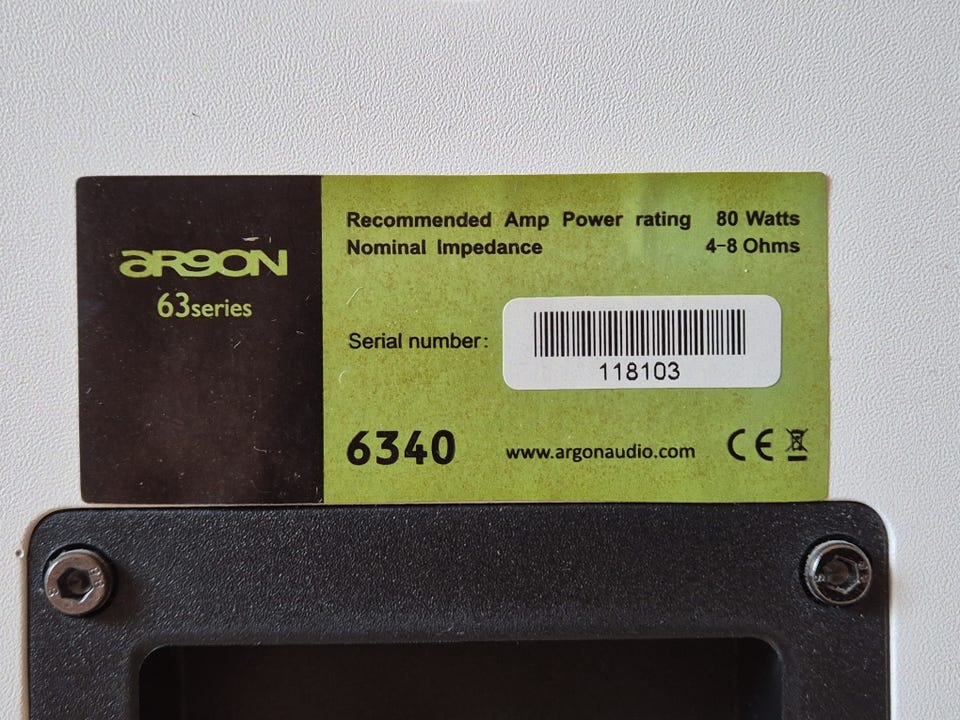 ARGON
63series
Recommended Amp Power rating 80 Watts
Nominal Impedance 4-8 Ohms
Serial number:
118103
6340
www.argonaudio.com
CE